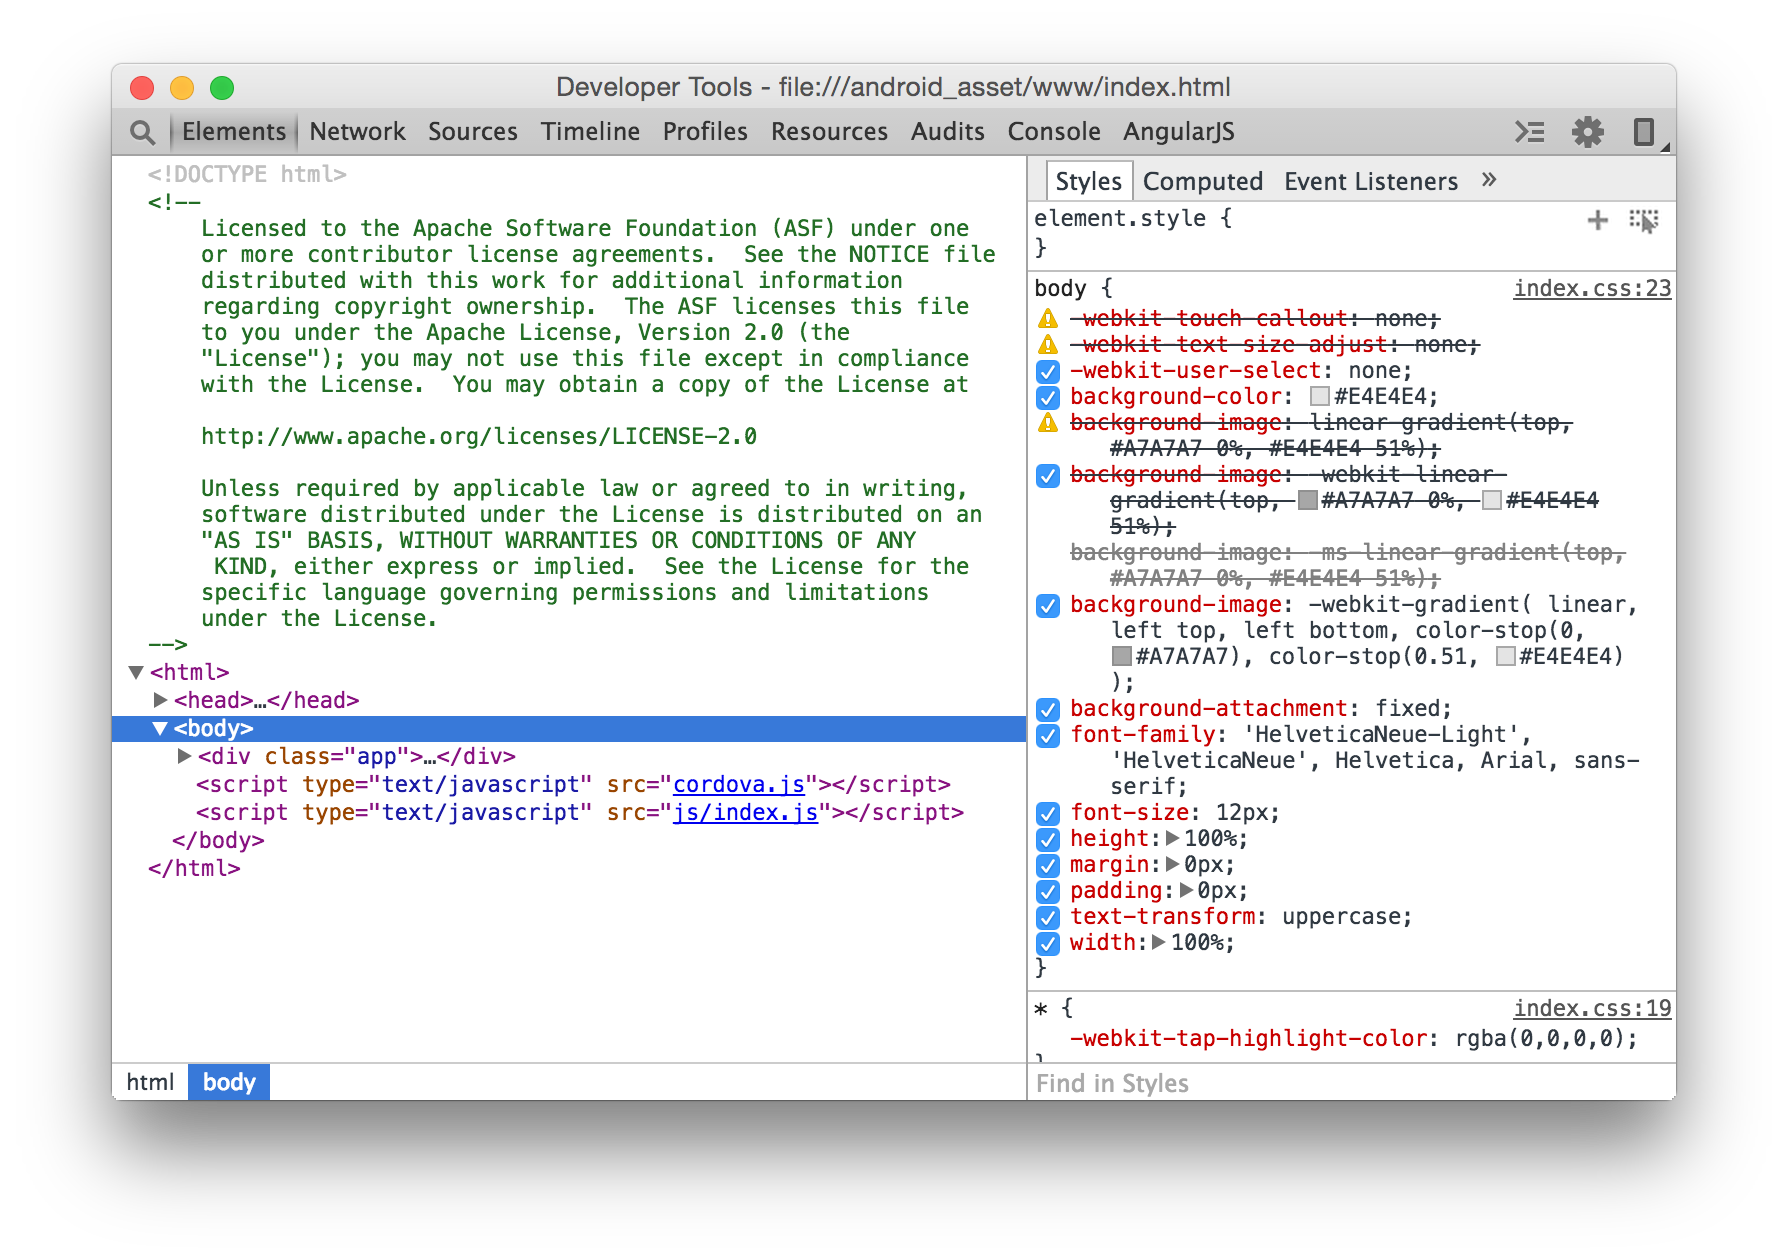 Developer Tools - file:///android_asset/www/index.html
Elements Network Sources Timeline Profiles Resources Audits Console AngularJS
<!DOCTYPE html>
<!--
Licensed to the Apache Software Foundation (ASF) under one
or more contributor license agreements.  See the NOTICE file
distributed with this work for additional information
regarding copyright ownership.  The ASF licenses this file
to you under the Apache License, Version 2.0 (the
"License"); you may not use this file except in compliance
with the License.  You may obtain a copy of the License at
http://www.apache.org/licenses/LICENSE-2.0
Unless required by applicable law or agreed to in writing,
software distributed under the License is distributed on an
"AS IS" BASIS, WITHOUT WARRANTIES OR CONDITIONS OF ANY
KIND, either express or implied.  See the License for the
specific language governing permissions and limitations
under the License.
-->
▼<html>
▶<head>…</head>
▼<body>
▶<div class="app">…</div>
<script type="text/javascript" src="cordova.js"></script>
<script type="text/javascript" src="js/index.js"></script>
</body>
</html>
html body
Styles Computed Event Listeners »
element.style {
}
body { index.css:23
-webkit-touch-callout: none;
-webkit-text-size-adjust: none;
-webkit-user-select: none;
background-color: #E4E4E4;
background-image: linear-gradient(top,
#A7A7A7 0%, #E4E4E4 51%);
background-image: -webkit-linear-
gradient(top, #A7A7A7 0%, #E4E4E4
51%);
background-image: -ms-linear-gradient(top,
#A7A7A7 0%, #E4E4E4 51%);
background-image: -webkit-gradient( linear,
left top, left bottom, color-stop(0,
#A7A7A7), color-stop(0.51, #E4E4E4)
);
background-attachment: fixed;
font-family: 'HelveticaNeue-Light',
'HelveticaNeue', Helvetica, Arial, sans-
serif;
font-size: 12px;
height:▶100%;
margin:▶0px;
padding:▶0px;
text-transform: uppercase;
width:▶100%;
}
* { index.css:19
-webkit-tap-highlight-color: rgba(0,0,0,0);
}
Find in Styles